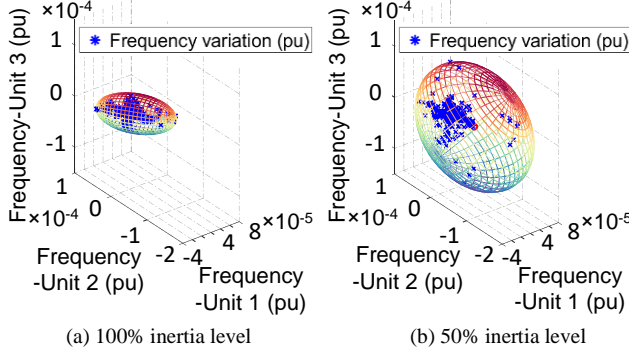 ×10⁻⁴
1
0
-1
Frequency-Unit 3 (pu)
* Frequency variation (pu)
1
×10⁻⁴
0
-1
-2
Frequency
-Unit 2 (pu)
-4
4
8
×10⁻⁵
Frequency
-Unit 1 (pu)
(a) 100% inertia level
×10⁻⁴
1
0
-1
Frequency-Unit 3 (pu)
* Frequency variation (pu)
1
×10⁻⁴
0
-1
-2
Frequency
-Unit 2 (pu)
-4
4
8
×10⁻⁵
Frequency
-Unit 1 (pu)
(b) 50% inertia level